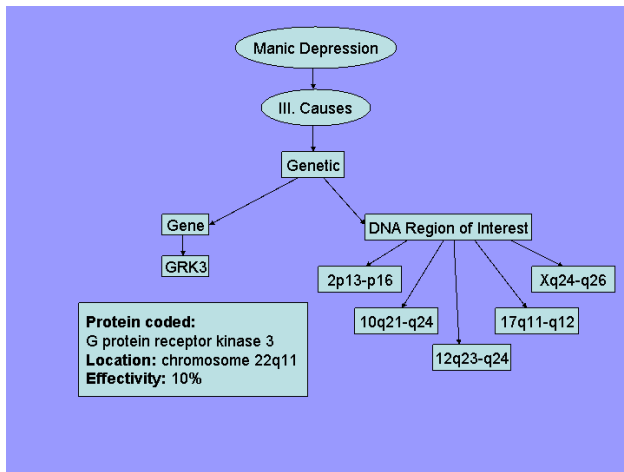 Manic Depression
III. Causes
Genetic
Gene
DNA Region of Interest
GRK3
2p13-p16
Xq24-q26
10q21-q24
17q11-q12
12q23-q24
Protein coded:
G protein receptor kinase 3
Location: chromosome 22q11
Effectivity: 10%